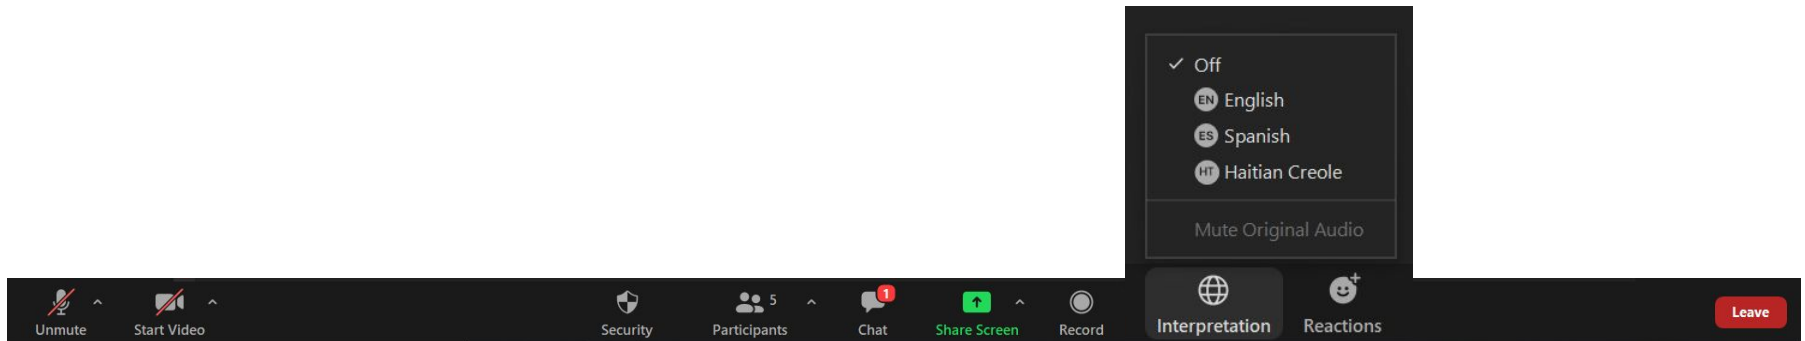 Off
EN English
ES Spanish
HT Haitian Creole
Mute Original Audio
Unmute
Start Video
Security
5
Participants
1
Chat
Share Screen
Record
Interpretation
Reactions
Leave